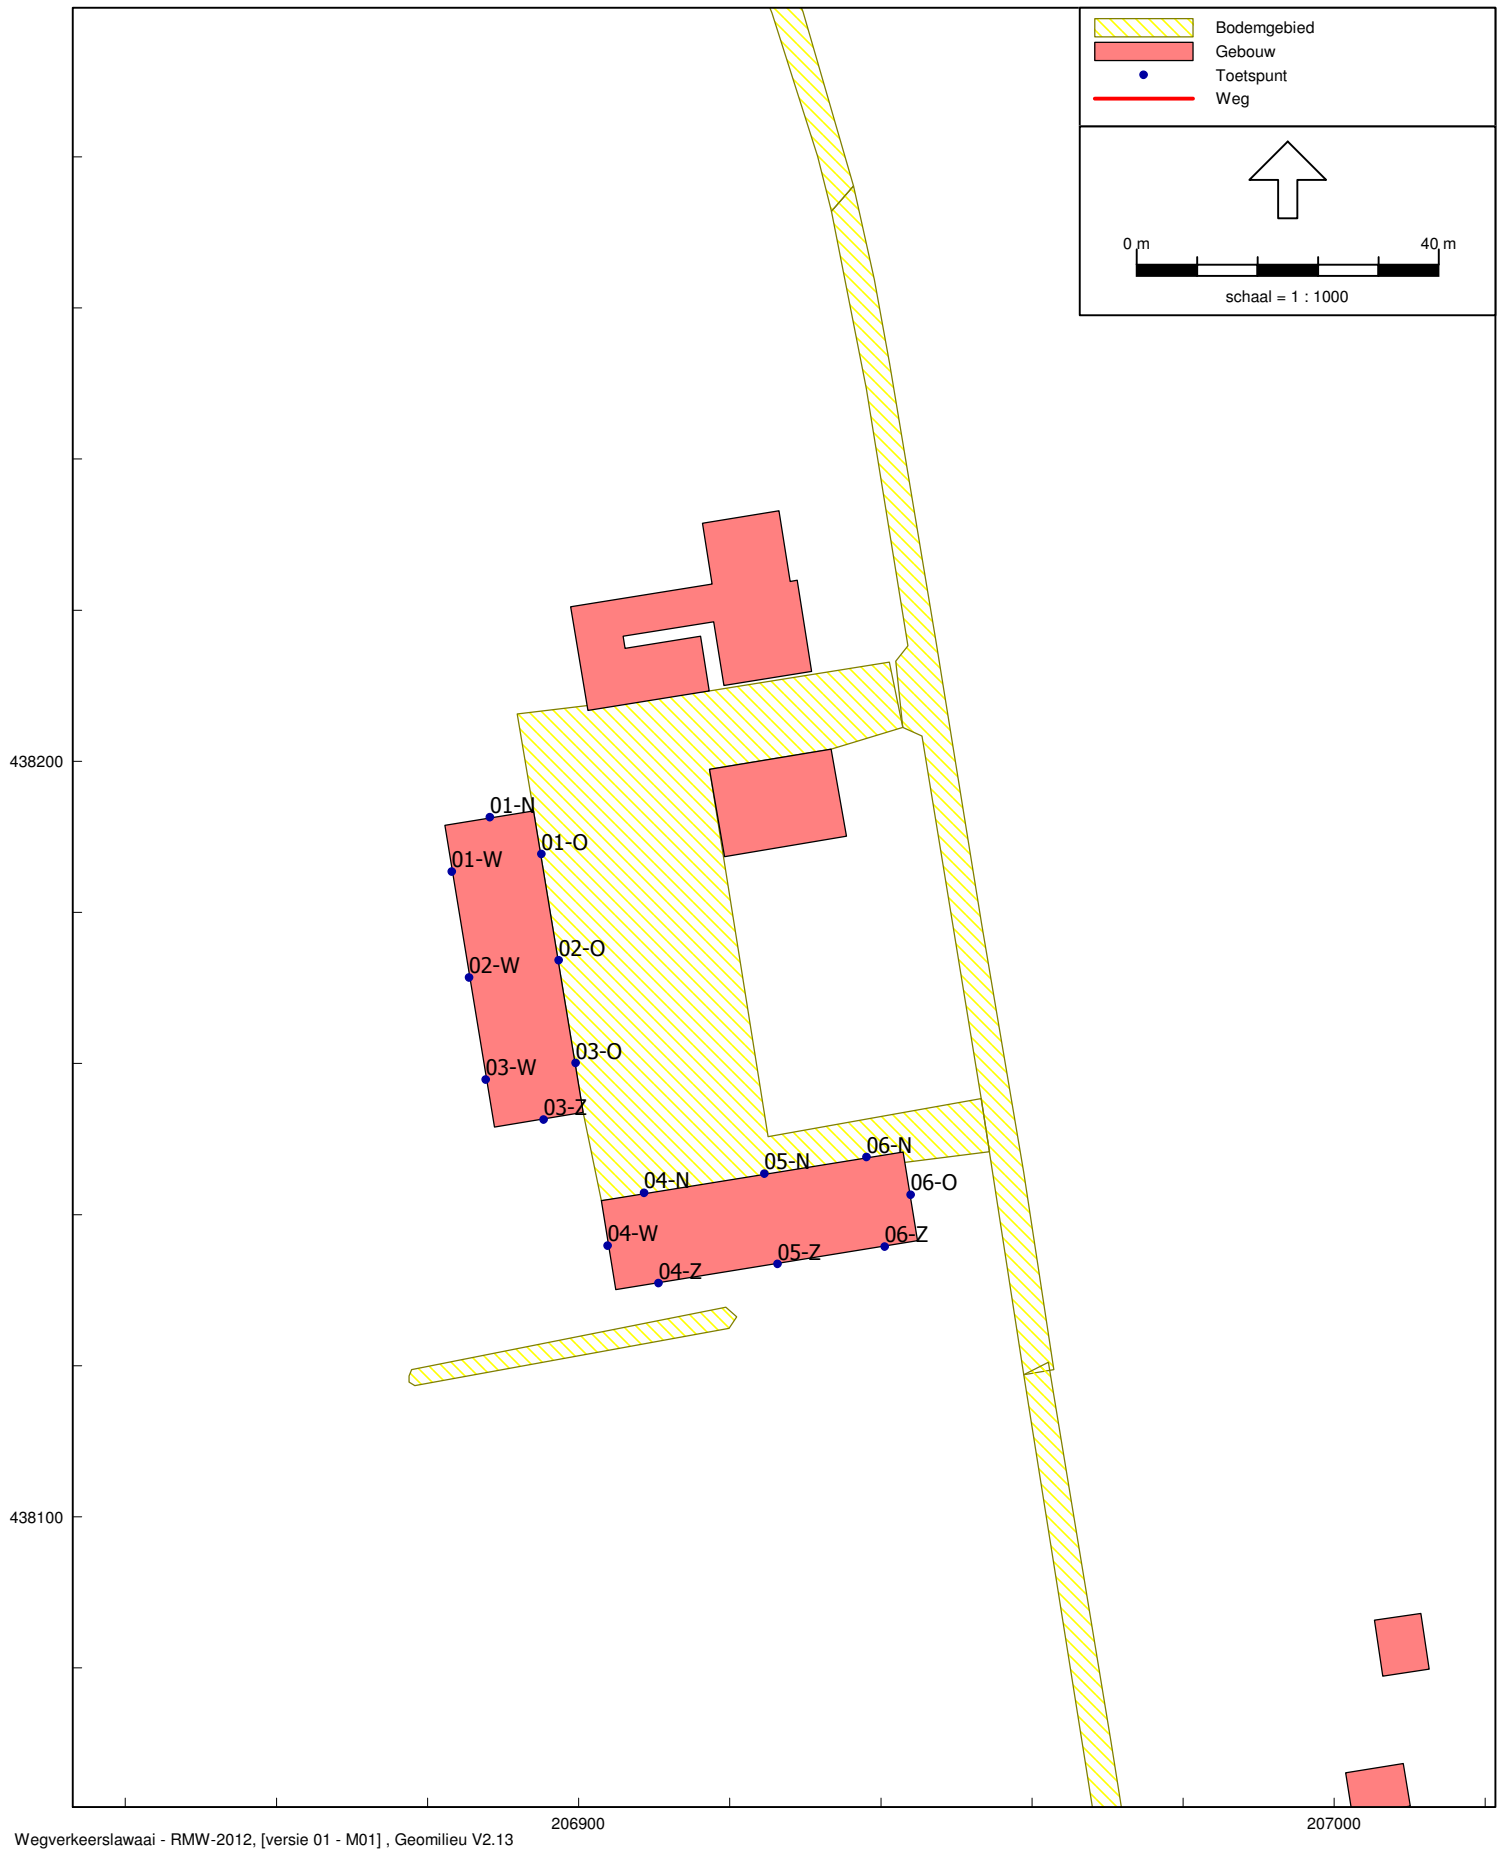 Bodemgebied
Gebouw
Toetspunt
Weg
0 m
40 m
schaal = 1 : 1000
438200
01-N
01-O
01-W
02-O
02-W
03-O
03-W
03-Z
06-N
05-N
04-N
06-O
04-W
06-Z
05-Z
04-Z
438100
206900
207000
Wegverkeerslawaai - RMW-2012, [versie 01 - M01] , Geomilieu V2.13